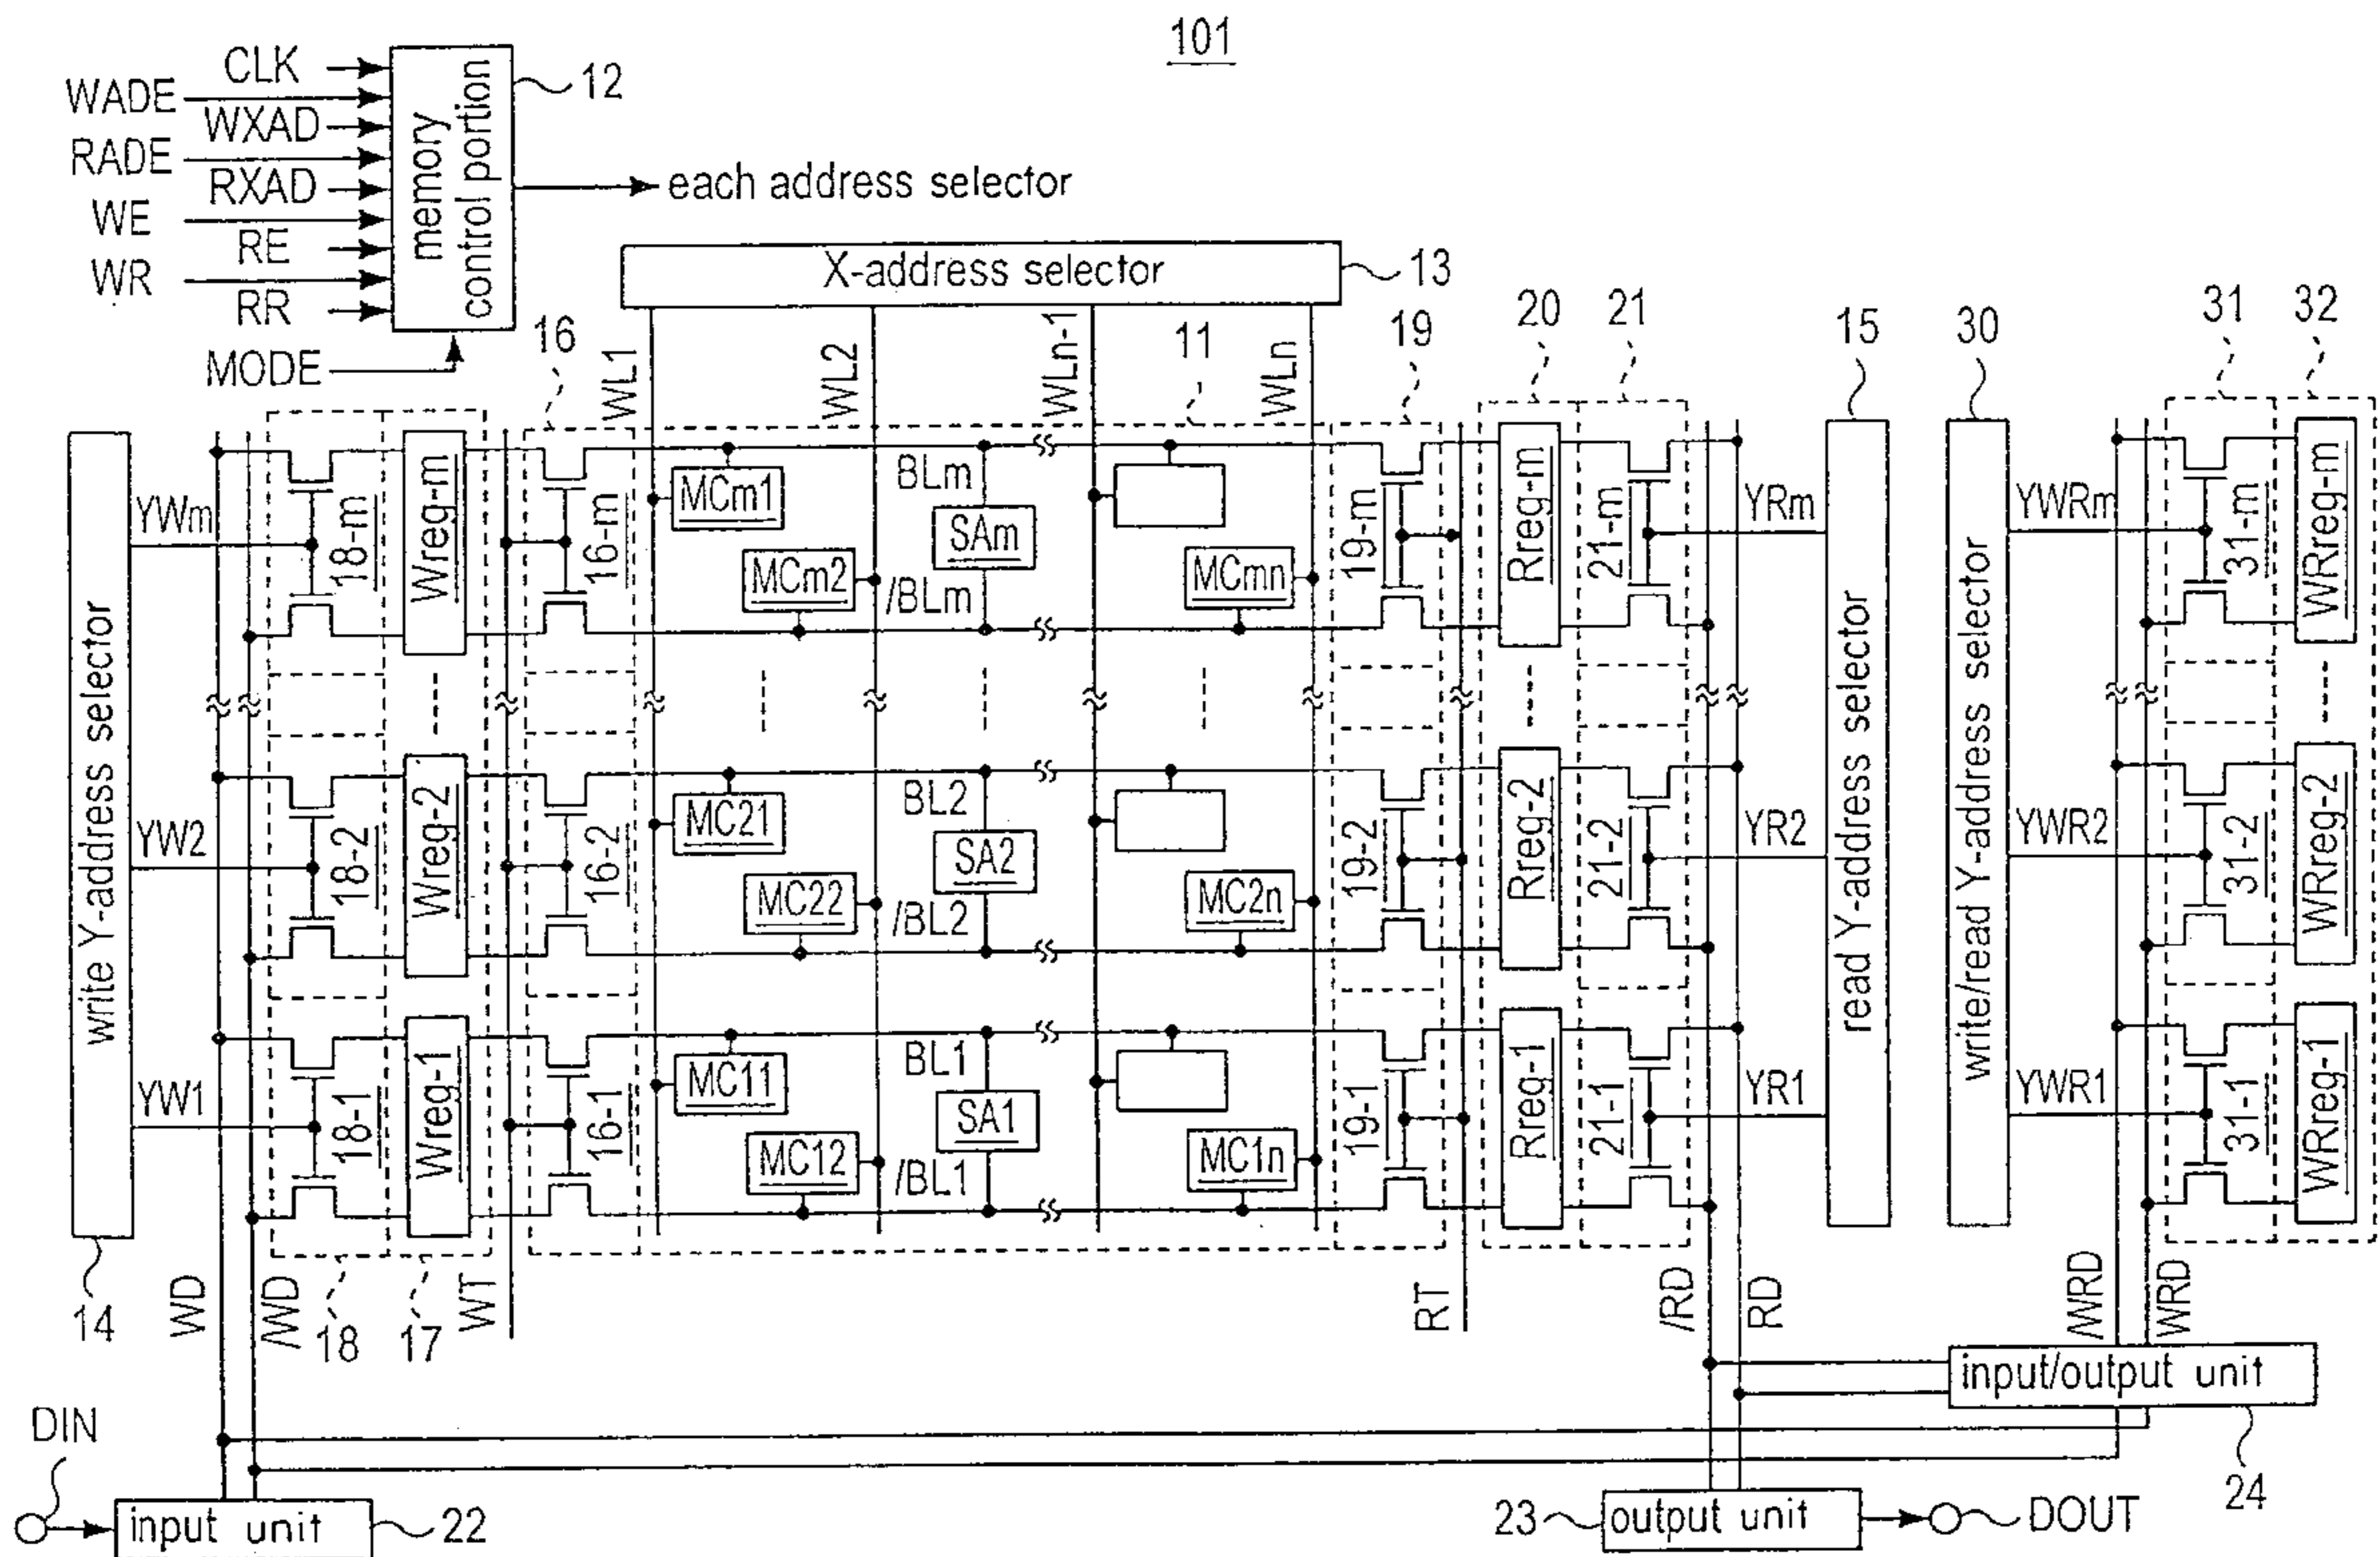 101
CLK
WADE
WXAD
RADE
RXAD
WE
RE
WR
RR
MODE
memory control portion
12
each address selector
X-address selector
13
16
WL1
WL2
WLn-1
11
WLn
19
20
21
15
30
31
32
write Y-address selector
YWm
18-m
Wreg-m
16-m
MCm1
MCm2
BLm
SAm
/BLm
MCmn
19-m
Rreg-m
21-m
YRm
read Y-address selector
write/read Y-address selector
YWRm
31-m
WRreg-m
YW2
18-2
Wreg-2
16-2
MC21
MC22
BL2
SA2
/BL2
MC2n
19-2
Rreg-2
21-2
YR2
YWR2
31-2
WRreg-2
YW1
18-1
Wreg-1
16-1
MC11
MC12
BL1
SA1
/BL1
MC1n
19-1
Rreg-1
21-1
YR1
YWR1
31-1
WRreg-1
14
WD
/WD
18
17
WT
RT
/RD
RD
/WRD
WRD
input/output unit
24
DIN
input unit
22
23
output unit
DOUT